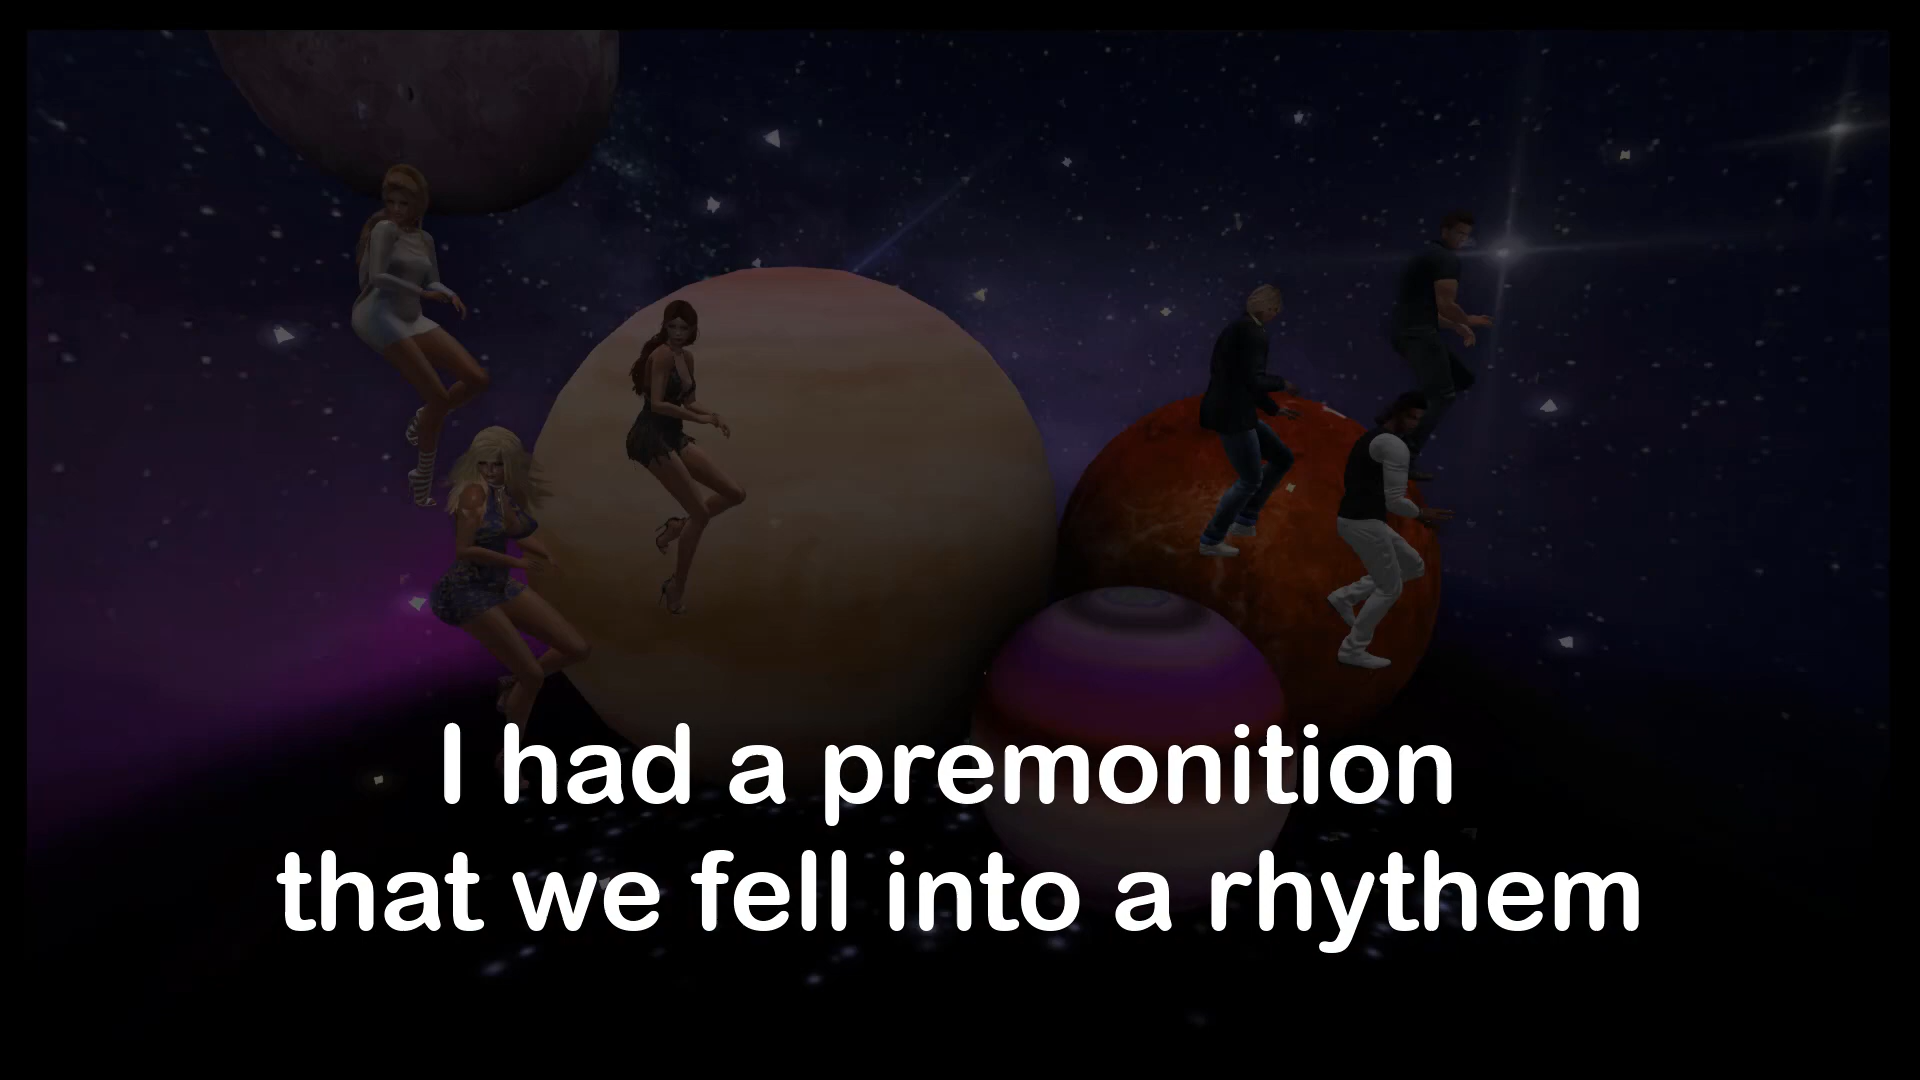 I had a premonition
that we fell into a rhythem